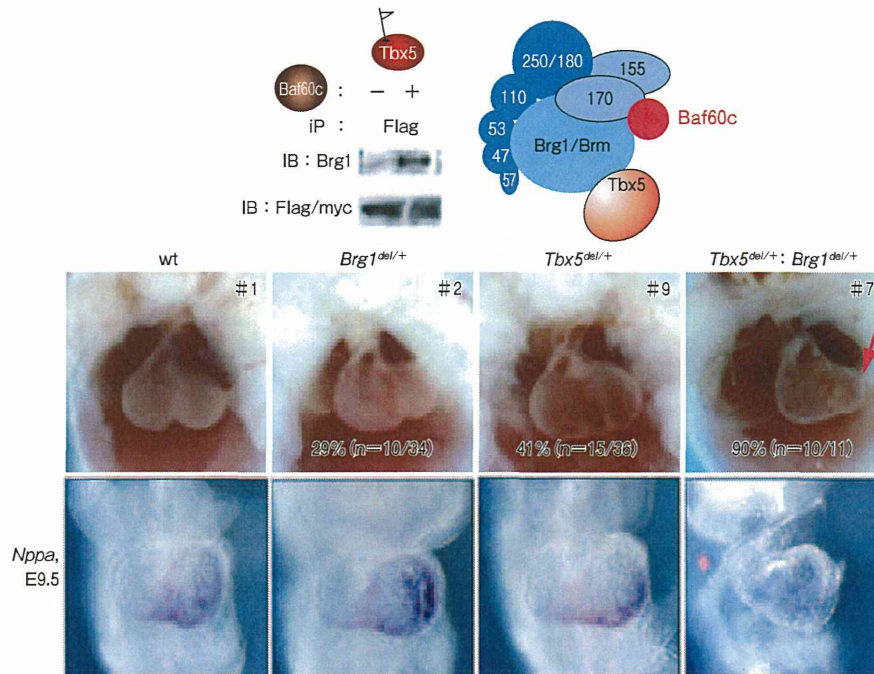 Tbx5
Baf60c : − +
iP : Flag
IB : Brg1
IB : Flag/myc
250/180
155
110
170
53
Baf60c
Brg1/Brm
47
57
Tbx5
wt
Brg1del/+
Tbx5del/+
Tbx5del/+ : Brg1del/+
#1
#2
#9
#7
29% (n=10/34)
41% (n=15/36)
90% (n=10/11)
Nppa,
E9.5